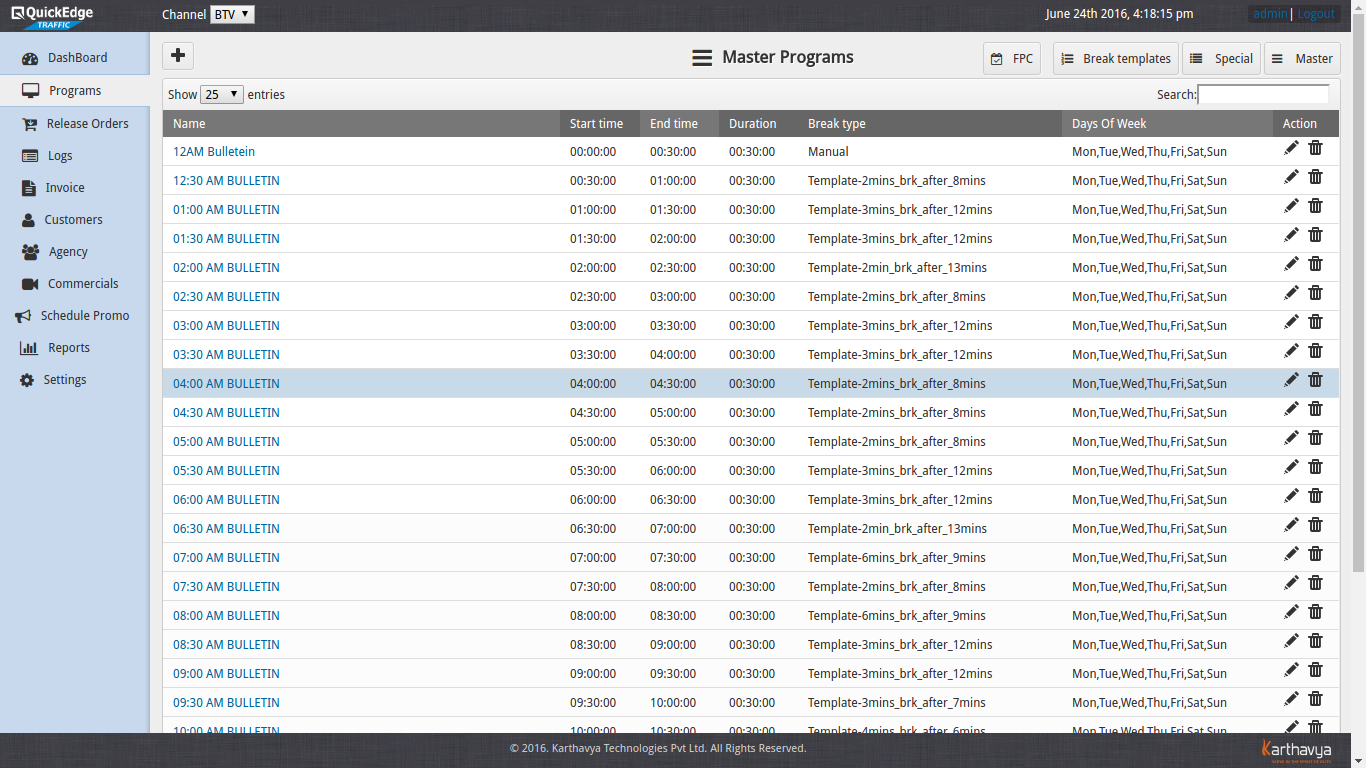 QuickEdge
TRAFFIC
Channel BTV
June 24th 2016, 4:18:15 pm
admin | Logout
DashBoard
Programs
Release Orders
Logs
Invoice
Customers
Agency
Commercials
Schedule Promo
Reports
Settings
Master Programs
FPC
Break templates
Special
Master
Show 25 entries
Search:
Name Start time End time Duration Break type Days Of Week Action
12AM Bulletein 00:00:00 00:30:00 00:30:00 Manual Mon,Tue,Wed,Thu,Fri,Sat,Sun
12:30 AM BULLETIN 00:30:00 01:00:00 00:30:00 Template-2mins_brk_after_8mins Mon,Tue,Wed,Thu,Fri,Sat,Sun
01:00 AM BULLETIN 01:00:00 01:30:00 00:30:00 Template-3mins_brk_after_12mins Mon,Tue,Wed,Thu,Fri,Sat,Sun
01:30 AM BULLETIN 01:30:00 02:00:00 00:30:00 Template-3mins_brk_after_12mins Mon,Tue,Wed,Thu,Fri,Sat,Sun
02:00 AM BULLETIN 02:00:00 02:30:00 00:30:00 Template-2min_brk_after_13mins Mon,Tue,Wed,Thu,Fri,Sat,Sun
02:30 AM BULLETIN 02:30:00 03:00:00 00:30:00 Template-2mins_brk_after_8mins Mon,Tue,Wed,Thu,Fri,Sat,Sun
03:00 AM BULLETIN 03:00:00 03:30:00 00:30:00 Template-3mins_brk_after_12mins Mon,Tue,Wed,Thu,Fri,Sat,Sun
03:30 AM BULLETIN 03:30:00 04:00:00 00:30:00 Template-3mins_brk_after_12mins Mon,Tue,Wed,Thu,Fri,Sat,Sun
04:00 AM BULLETIN 04:00:00 04:30:00 00:30:00 Template-2mins_brk_after_8mins Mon,Tue,Wed,Thu,Fri,Sat,Sun
04:30 AM BULLETIN 04:30:00 05:00:00 00:30:00 Template-2mins_brk_after_8mins Mon,Tue,Wed,Thu,Fri,Sat,Sun
05:00 AM BULLETIN 05:00:00 05:30:00 00:30:00 Template-2mins_brk_after_8mins Mon,Tue,Wed,Thu,Fri,Sat,Sun
05:30 AM BULLETIN 05:30:00 06:00:00 00:30:00 Template-3mins_brk_after_12mins Mon,Tue,Wed,Thu,Fri,Sat,Sun
06:00 AM BULLETIN 06:00:00 06:30:00 00:30:00 Template-3mins_brk_after_12mins Mon,Tue,Wed,Thu,Fri,Sat,Sun
06:30 AM BULLETIN 06:30:00 07:00:00 00:30:00 Template-2min_brk_after_13mins Mon,Tue,Wed,Thu,Fri,Sat,Sun
07:00 AM BULLETIN 07:00:00 07:30:00 00:30:00 Template-6mins_brk_after_9mins Mon,Tue,Wed,Thu,Fri,Sat,Sun
07:30 AM BULLETIN 07:30:00 08:00:00 00:30:00 Template-2mins_brk_after_8mins Mon,Tue,Wed,Thu,Fri,Sat,Sun
08:00 AM BULLETIN 08:00:00 08:30:00 00:30:00 Template-6mins_brk_after_9mins Mon,Tue,Wed,Thu,Fri,Sat,Sun
08:30 AM BULLETIN 08:30:00 09:00:00 00:30:00 Template-3mins_brk_after_12mins Mon,Tue,Wed,Thu,Fri,Sat,Sun
09:00 AM BULLETIN 09:00:00 09:30:00 00:30:00 Template-3mins_brk_after_12mins Mon,Tue,Wed,Thu,Fri,Sat,Sun
09:30 AM BULLETIN 09:30:00 10:00:00 00:30:00 Template-3mins_brk_after_7mins Mon,Tue,Wed,Thu,Fri,Sat,Sun
10:00 AM BULLETIN 10:00:00 10:30:00 00:30:00 Template-4mins_brk_after_6mins Mon,Tue,Wed,Thu,Fri,Sat,Sun
© 2016. Karthavya Technologies Pvt Ltd. All Rights Reserved.
Karthavya